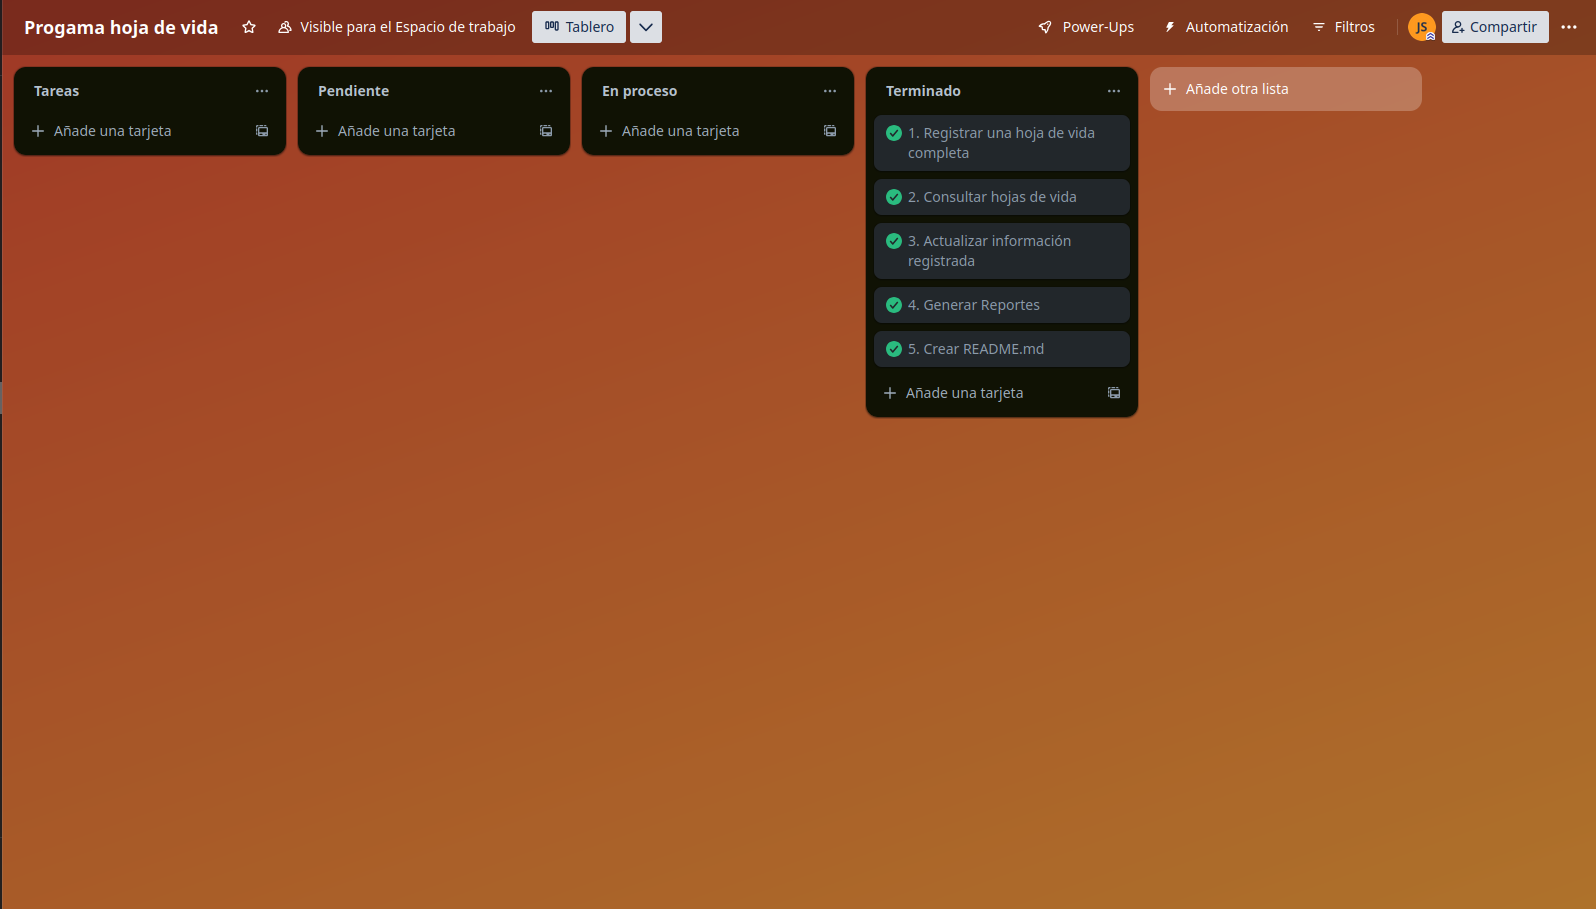 Progama hoja de vida
Visible para el Espacio de trabajo
Tablero
Power-Ups
Automatización
Filtros
JS
Compartir
Tareas
Añade una tarjeta
Pendiente
Añade una tarjeta
En proceso
Añade una tarjeta
Terminado
1. Registrar una hoja de vida
completa
2. Consultar hojas de vida
3. Actualizar información
registrada
4. Generar Reportes
5. Crear README.md
Añade una tarjeta
Añade otra lista